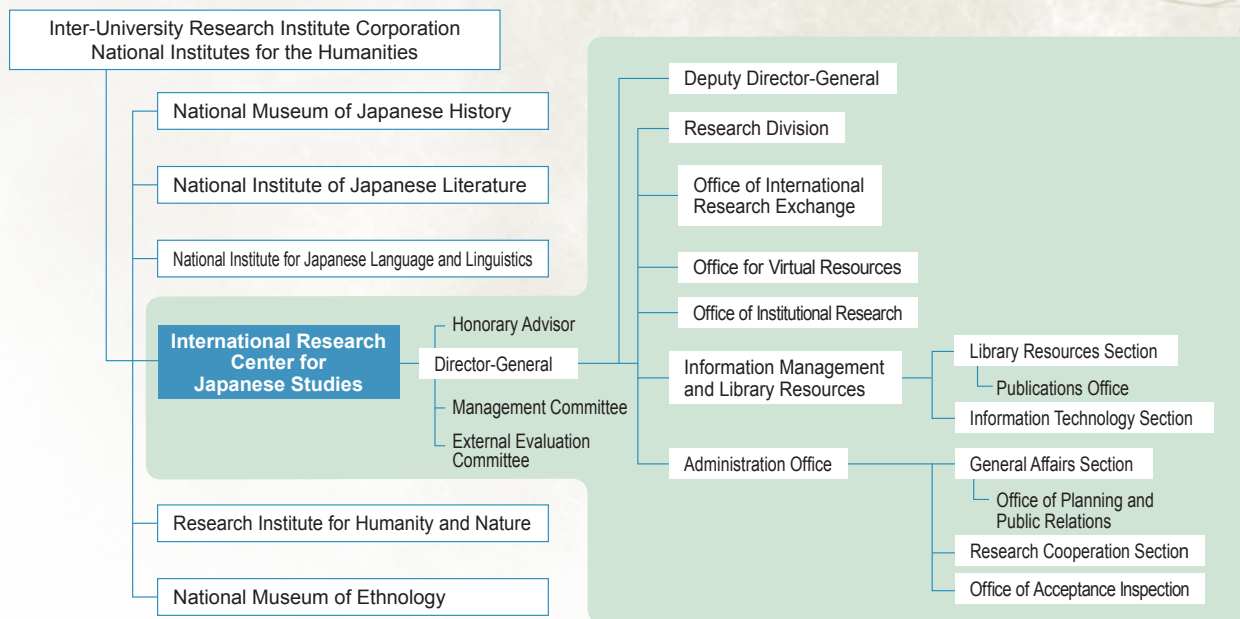 Inter-University Research Institute Corporation
National Institutes for the Humanities
National Museum of Japanese History
National Institute of Japanese Literature
National Institute for Japanese Language and Linguistics
International Research
Center for
Japanese Studies
Research Institute for Humanity and Nature
National Museum of Ethnology
Honorary Advisor
Director-General
Management Committee
External Evaluation
Committee
Deputy Director-General
Research Division
Office of International
Research Exchange
Office for Virtual Resources
Office of Institutional Research
Information Management
and Library Resources
Administration Office
Library Resources Section
Publications Office
Information Technology Section
General Affairs Section
Office of Planning and
Public Relations
Research Cooperation Section
Office of Acceptance Inspection